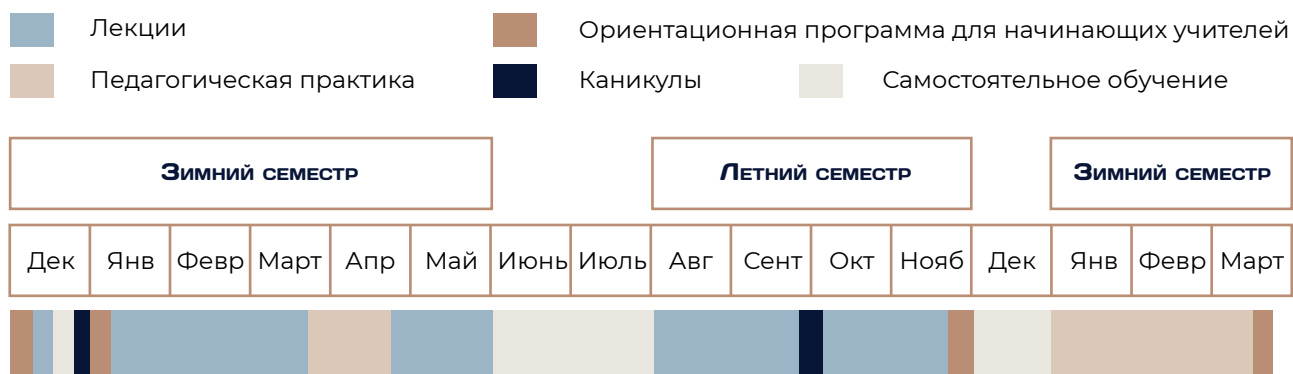 Лекции
Ориентационная программа для начинающих учителей
Педагогическая практика
Каникулы
Самостоятельное обучение
Зимний семестр
Летний семестр
Зимний семестр
Дек Янв Февр Март Апр Май Июнь Июль Авг Сент Окт Нояб Дек Янв Февр Март